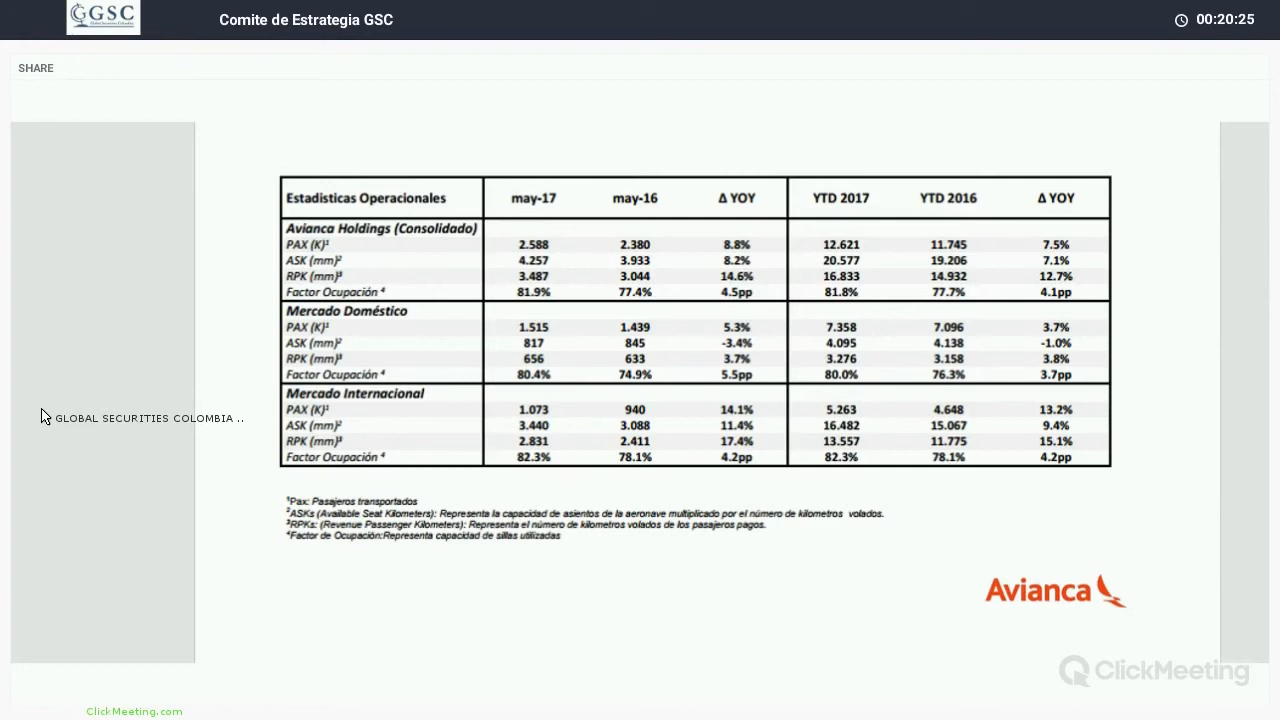 GSC
Global Securities Colombia
Comite de Estrategia GSC
00:20:25
SHARE
Estadisticas Operacionales may-17 may-16 Δ YOY YTD 2017 YTD 2016 Δ YOY
Avianca Holdings (Consolidado)
PAX (K)¹ 2.588 2.380 8.8% 12.621 11.745 7.5%
ASK (mm)² 4.257 3.933 8.2% 20.577 19.206 7.1%
RPK (mm)³ 3.487 3.044 14.6% 16.833 14.932 12.7%
Factor Ocupación ⁴ 81.9% 77.4% 4.5pp 81.8% 77.7% 4.1pp
Mercado Doméstico
PAX (K)¹ 1.515 1.439 5.3% 7.358 7.096 3.7%
ASK (mm)² 817 845 -3.4% 4.095 4.138 -1.0%
RPK (mm)³ 656 633 3.7% 3.276 3.158 3.8%
Factor Ocupación ⁴ 80.4% 74.9% 5.5pp 80.0% 76.3% 3.7pp
Mercado Internacional
PAX (K)¹ 1.073 940 14.1% 5.263 4.648 13.2%
ASK (mm)² 3.440 3.088 11.4% 16.482 15.067 9.4%
RPK (mm)³ 2.831 2.411 17.4% 13.557 11.775 15.1%
Factor Ocupación ⁴ 82.3% 78.1% 4.2pp 82.3% 78.1% 4.2pp
GLOBAL SECURITIES COLOMBIA ..
¹Pax: Pasajeros transportados
²ASKs (Available Seat Kilometers): Representa la capacidad de asientos de la aeronave multiplicado por el número de kilometros volados.
³RPKs: (Revenue Passenger Kilometers): Representa el número de kilometros volados de los pasajeros pagos.
⁴Factor de Ocupación:Representa capacidad de sillas utilizadas
Avianca
ClickMeeting
ClickMeeting.com